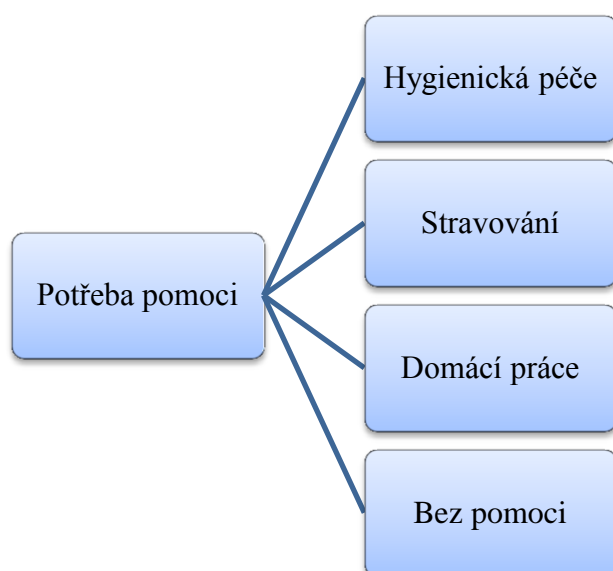 Hygienická péče
Stravování
Potřeba pomoci
Domácí práce
Bez pomoci